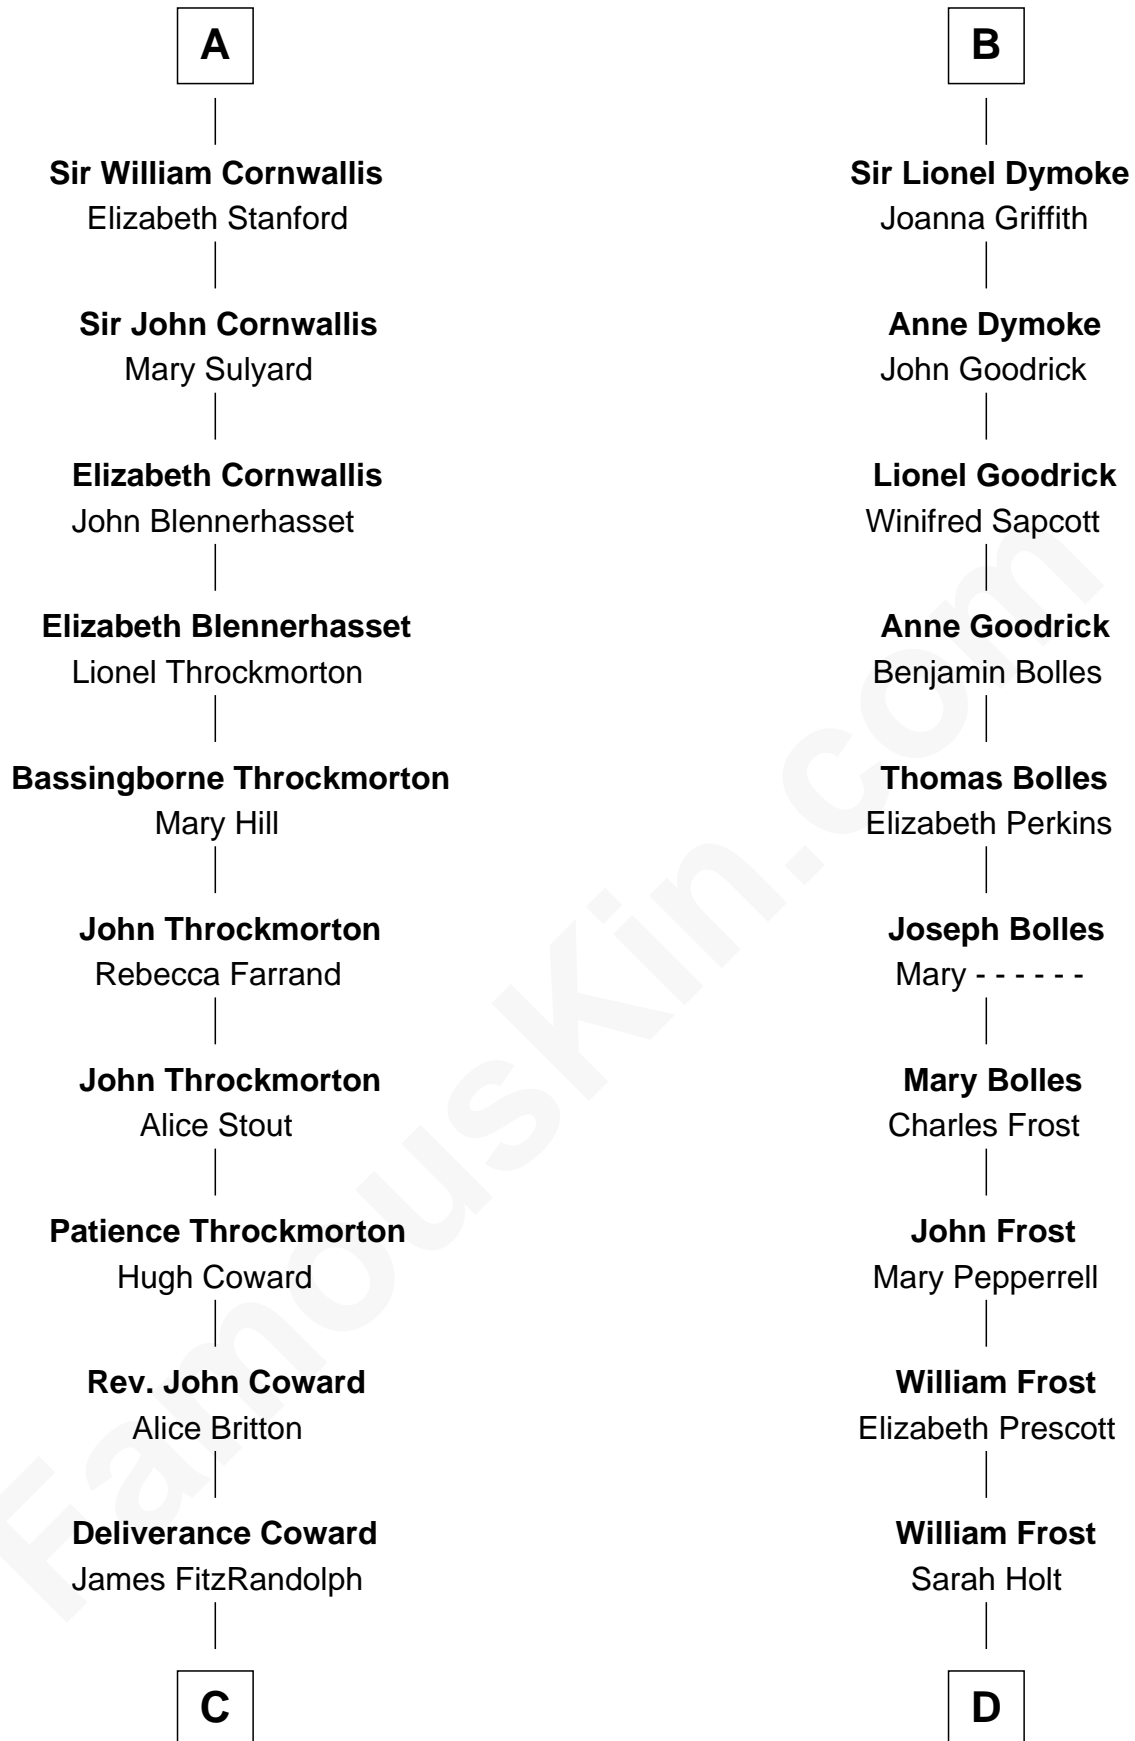 A
Sir William Cornwallis
Elizabeth Stanford
Sir John Cornwallis
Mary Sulyard
Elizabeth Cornwallis
John Blennerhasset
Elizabeth Blennerhasset
Lionel Throckmorton
Bassingborne Throckmorton
Mary Hill
John Throckmorton
Rebecca Farrand
John Throckmorton
Alice Stout
Patience Throckmorton
Hugh Coward
Rev. John Coward
Alice Britton
Deliverance Coward
James FitzRandolph
C
B
Sir Lionel Dymoke
Joanna Griffith
Anne Dymoke
John Goodrick
Lionel Goodrick
Winifred Sapcott
Anne Goodrick
Benjamin Bolles
Thomas Bolles
Elizabeth Perkins
Joseph Bolles
Mary - - - - - -
Mary Bolles
Charles Frost
John Frost
Mary Pepperrell
William Frost
Elizabeth Prescott
William Frost
Sarah Holt
D
FamousKin.com